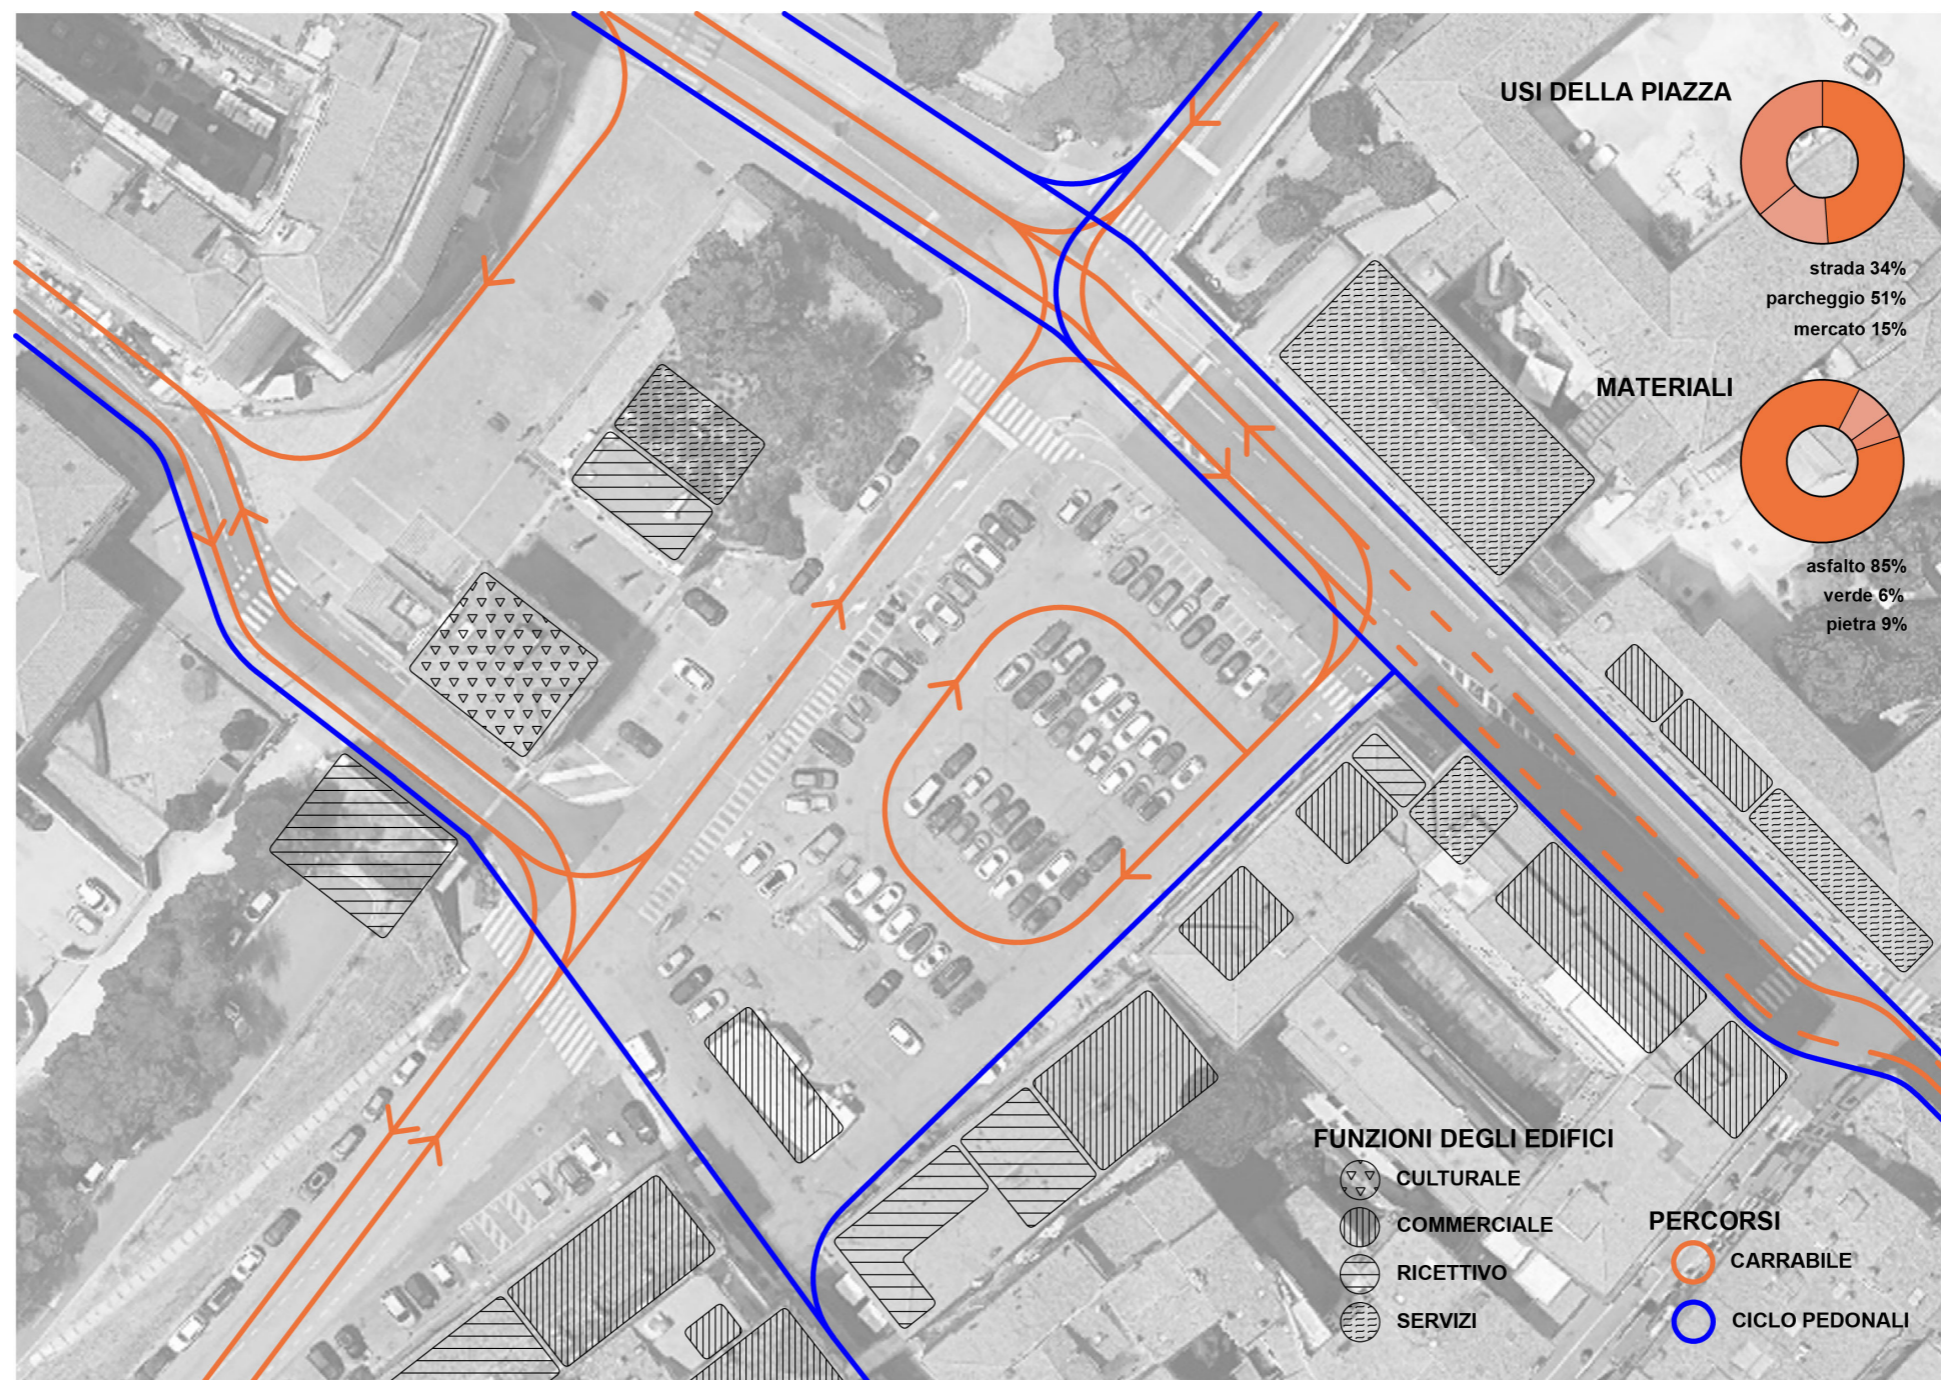 USI DELLA PIAZZA
strada 34%
parcheggio 51%
mercato 15%
MATERIALI
asfalto 85%
verde 6%
pietra 9%
FUNZIONI DEGLI EDIFICI
CULTURALE
COMMERCIALE
RICETTIVO
SERVIZI
PERCORSI
CARRABILE
CICLO PEDONALI